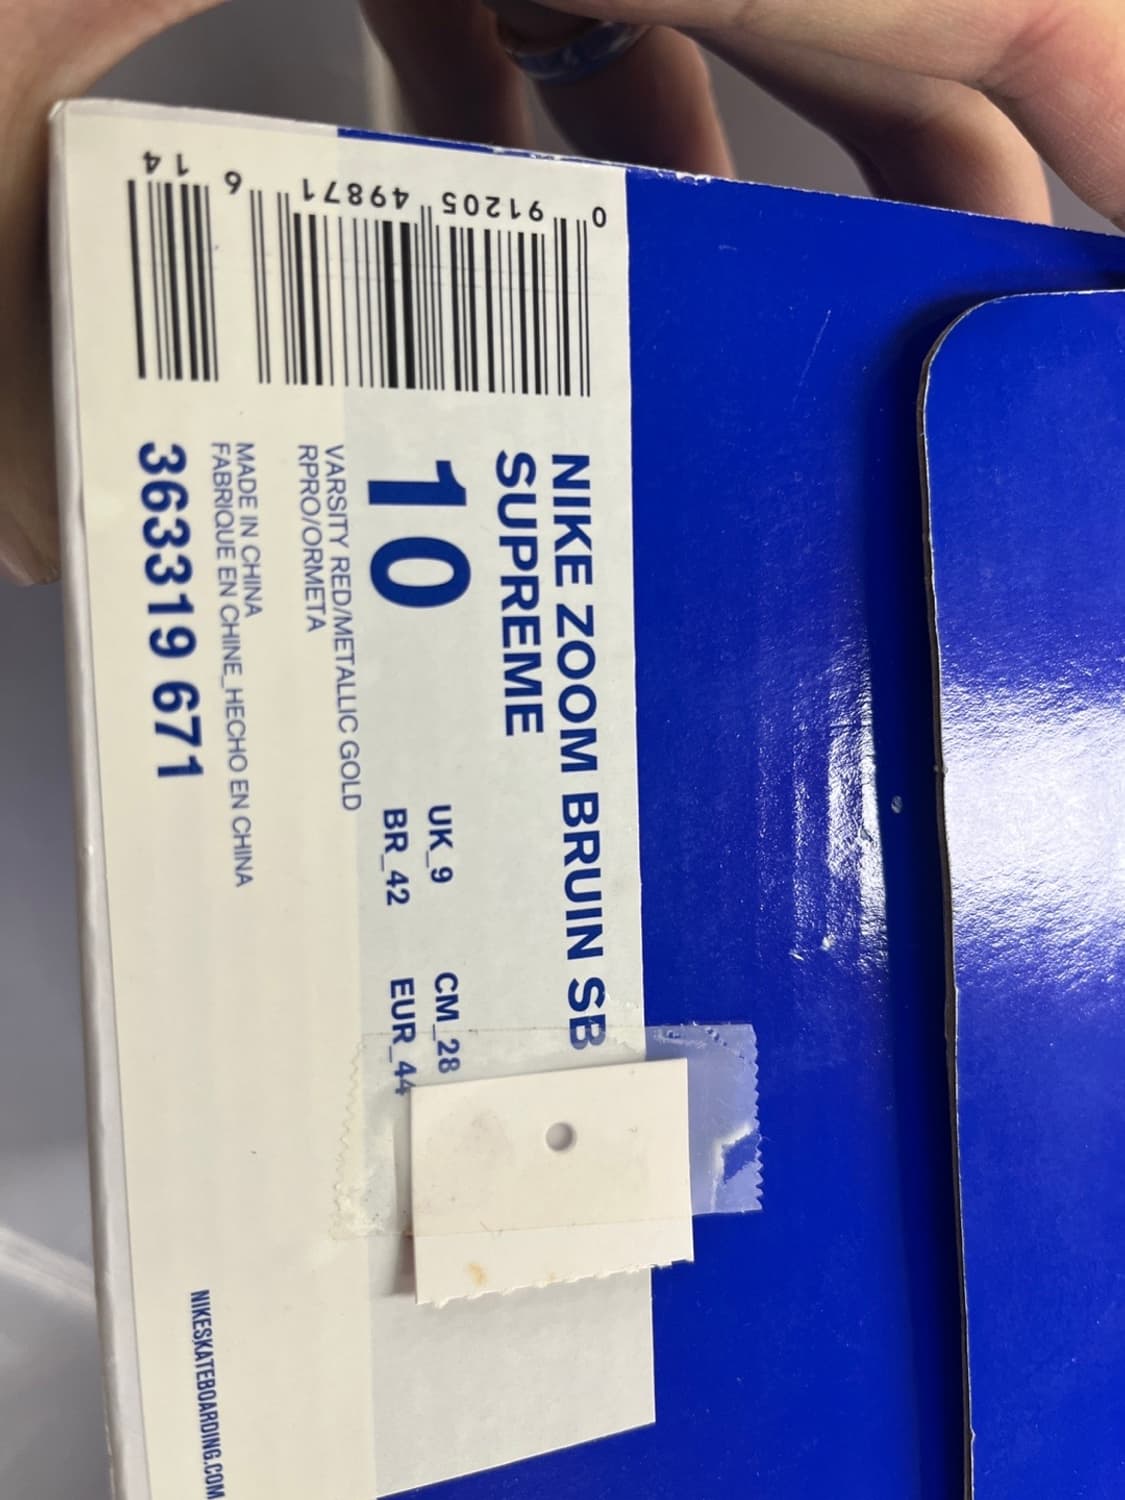 NIKE ZOOM BRUIN SB
SUPREME
10
UK_9 CM_28
BR_42 EUR_44
VARSITY RED/METALLIC GOLD
RPRO/ORMETA
MADE IN CHINA
FABRIQUE EN CHINE_HECHO EN CHINA
363319 671
0 91205 49871 6 14
NIKESKATEBOARDING.COM